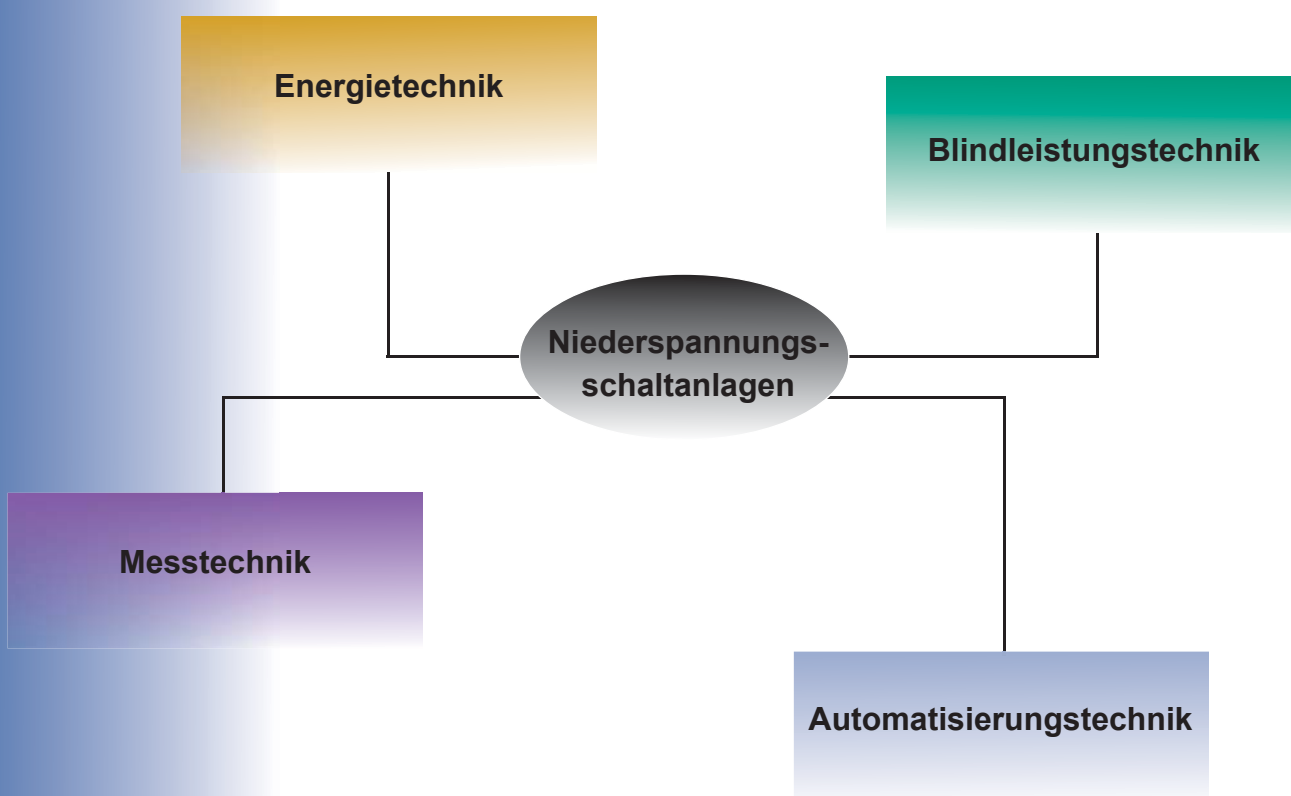 Energietechnik
Blindleistungstechnik
Niederspannungs-
schaltanlagen
Messtechnik
Automatisierungstechnik